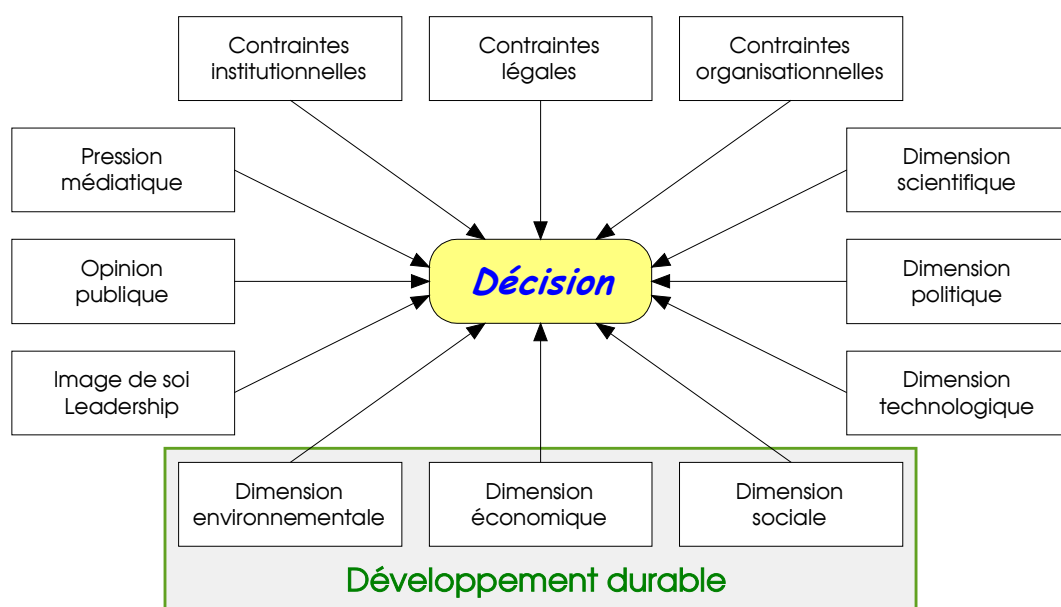 Contraintes
institutionnelles
Contraintes
légales
Contraintes
organisationnelles
Pression
médiatique
Dimension
scientifique
Opinion
publique
Décision
Dimension
politique
Image de soi
Leadership
Dimension
technologique
Dimension
environnementale
Dimension
économique
Dimension
sociale
Développement durable